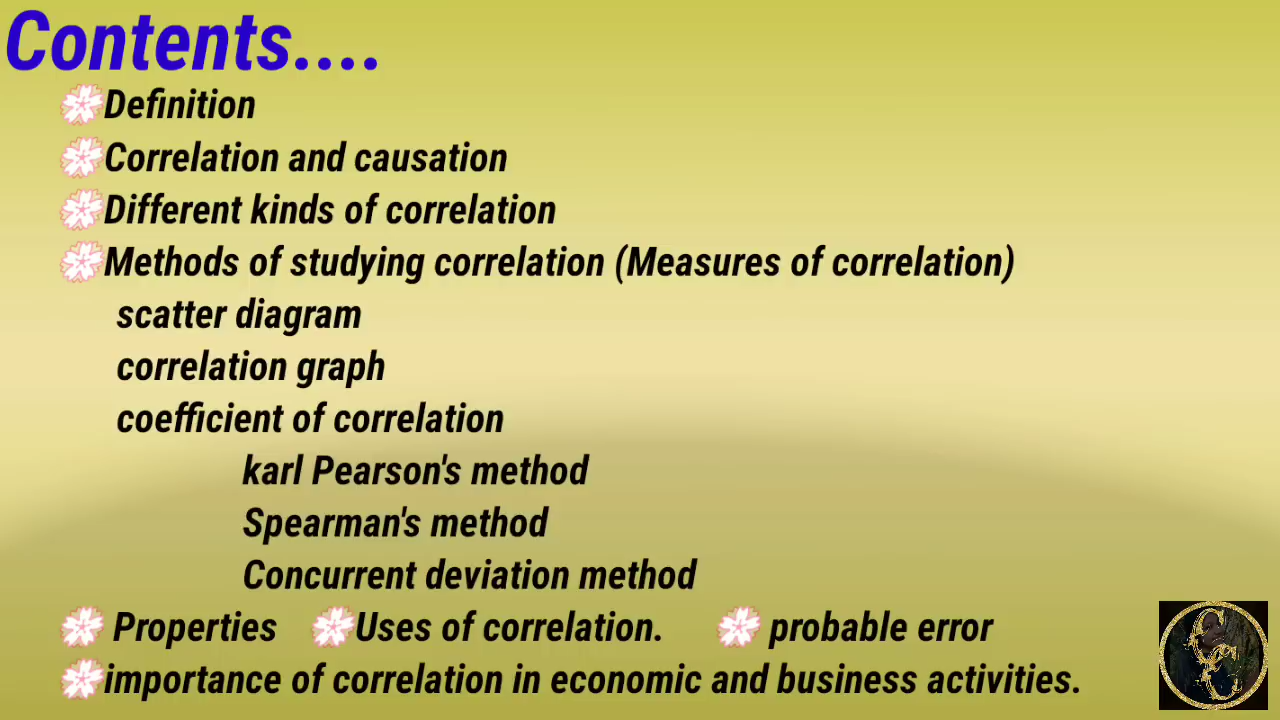 Contents....
Definition
Correlation and causation
Different kinds of correlation
Methods of studying correlation (Measures of correlation)
scatter diagram
correlation graph
coefficient of correlation
karl Pearson's method
Spearman's method
Concurrent deviation method
Properties Uses of correlation. probable error
importance of correlation in economic and business activities.